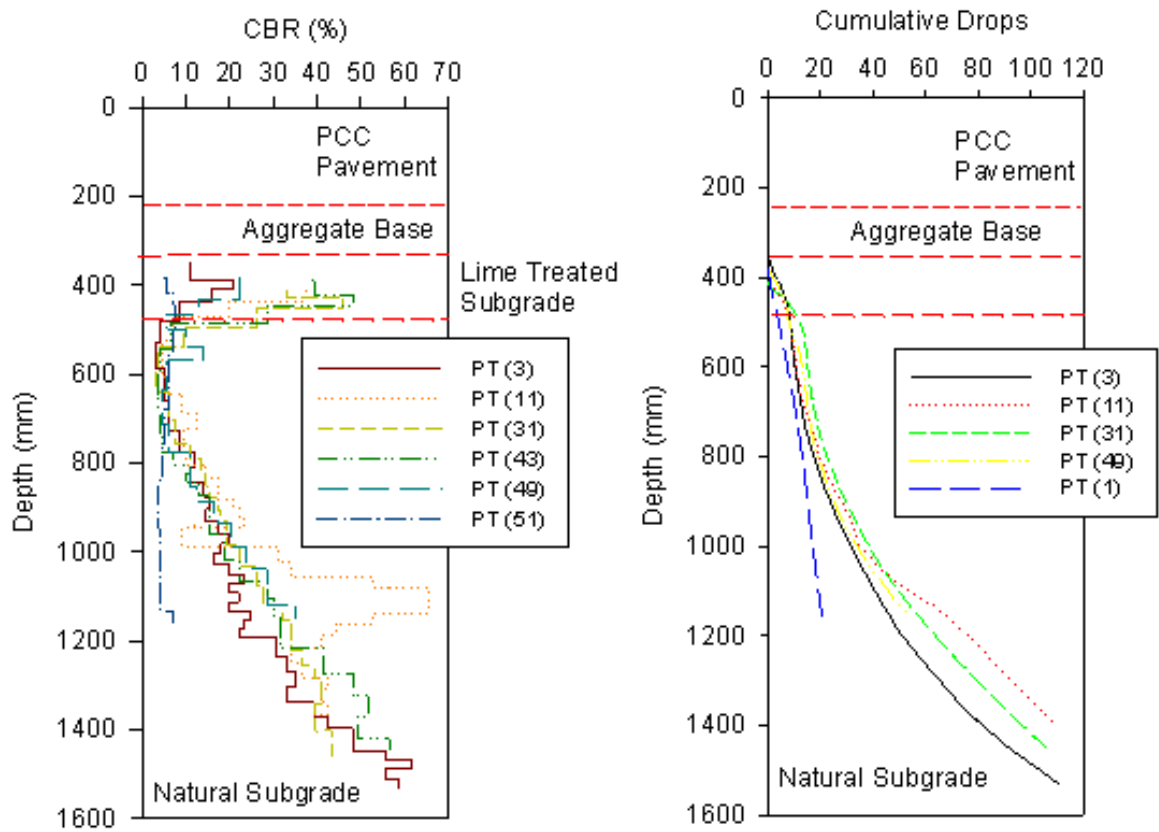 CBR (%)
0 10 20 30 40 50 60 70
0
200
400
600
800
1000
1200
1400
1600
Depth (mm)
PCC
Pavement
Aggregate Base
Lime Treated
Subgrade
PT(3)
PT(11)
PT(31)
PT(43)
PT(49)
PT(51)
Natural Subgrade
Cumulative Drops
0 20 40 60 80 100 120
0
200
400
600
800
1000
1200
1400
1600
Depth (mm)
PCC
Pavement
Aggregate Base
PT(3)
PT(11)
PT(31)
PT(49)
PT(1)
Natural Subgrade